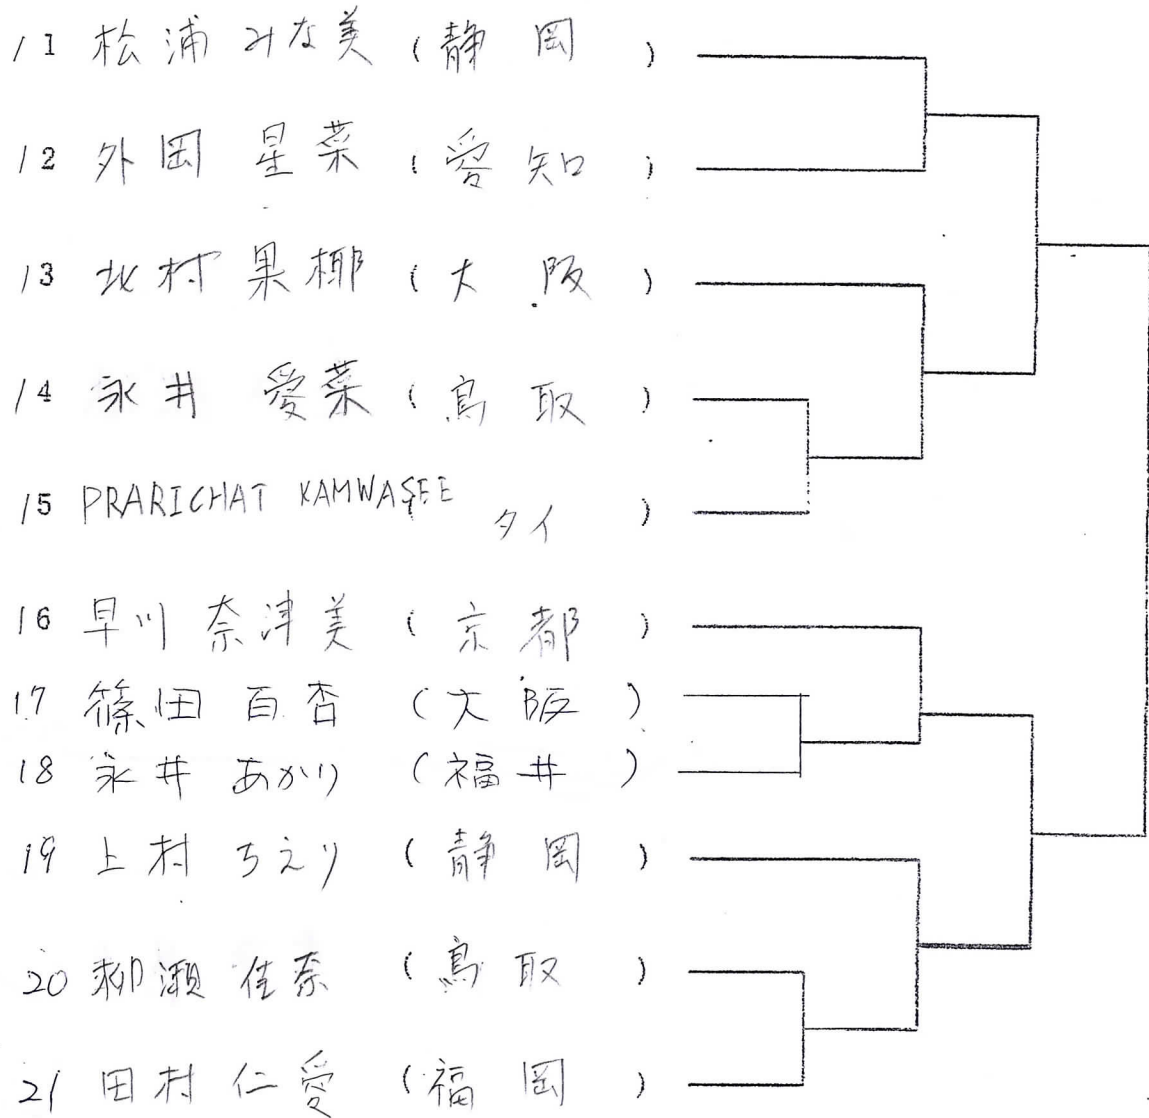 11 松浦 みな美 (静岡)
12 外岡 星菜 (愛知)
13 北村 果椰 (大阪)
14 永井 愛菜 (鳥取)
15 PRARICHAT KAMWASEE タイ )
16 早川 奈津美 (京都)
17 篠田 百杏 (大阪)
18 永井 あかり (福井)
19 上村 ちえり (静岡)
20 柳瀬 佳奈 (鳥取)
21 田村 仁愛 (福岡)